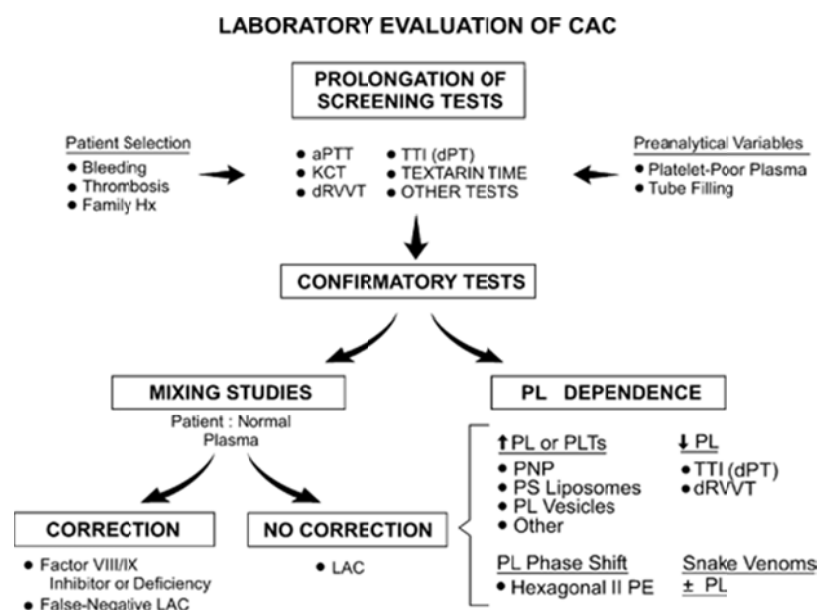 LABORATORY EVALUATION OF CAC
PROLONGATION OF
SCREENING TESTS
Patient Selection
• Bleeding
• Thrombosis
• Family Hx
• aPTT
• KCT
• dRVVT
• TTI (dPT)
• TEXTARIN TIME
• OTHER TESTS
Preanalytical Variables
• Platelet-Poor Plasma
• Tube Filling
CONFIRMATORY TESTS
MIXING STUDIES
Patient : Normal
Plasma
PL DEPENDENCE
CORRECTION
• Factor VIII/IX
Inhibitor or Deficiency
• False-Negative LAC
NO CORRECTION
• LAC
↑PL or PLTs
• PNP
• PS Liposomes
• PL Vesicles
• Other
↓ PL
• TTI (dPT)
• dRVVT
PL Phase Shift
• Hexagonal II PE
Snake Venoms
± PL